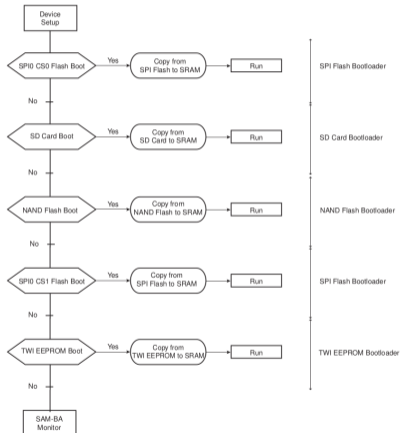 Device
Setup
SPI0 CS0 Flash Boot
Yes
Copy from
SPI Flash to SRAM
Run
SPI Flash Bootloader
No
SD Card Boot
Yes
Copy from
SD Card to SRAM
Run
SD Card Bootloader
No
NAND Flash Boot
Yes
Copy from
NAND Flash to SRAM
Run
NAND Flash Bootloader
No
SPI0 CS1 Flash Boot
Yes
Copy from
SPI Flash to SRAM
Run
SPI Flash Bootloader
No
TWI EEPROM Boot
Yes
Copy from
TWI EEPROM to SRAM
Run
TWI EEPROM Bootloader
No
SAM-BA
Monitor